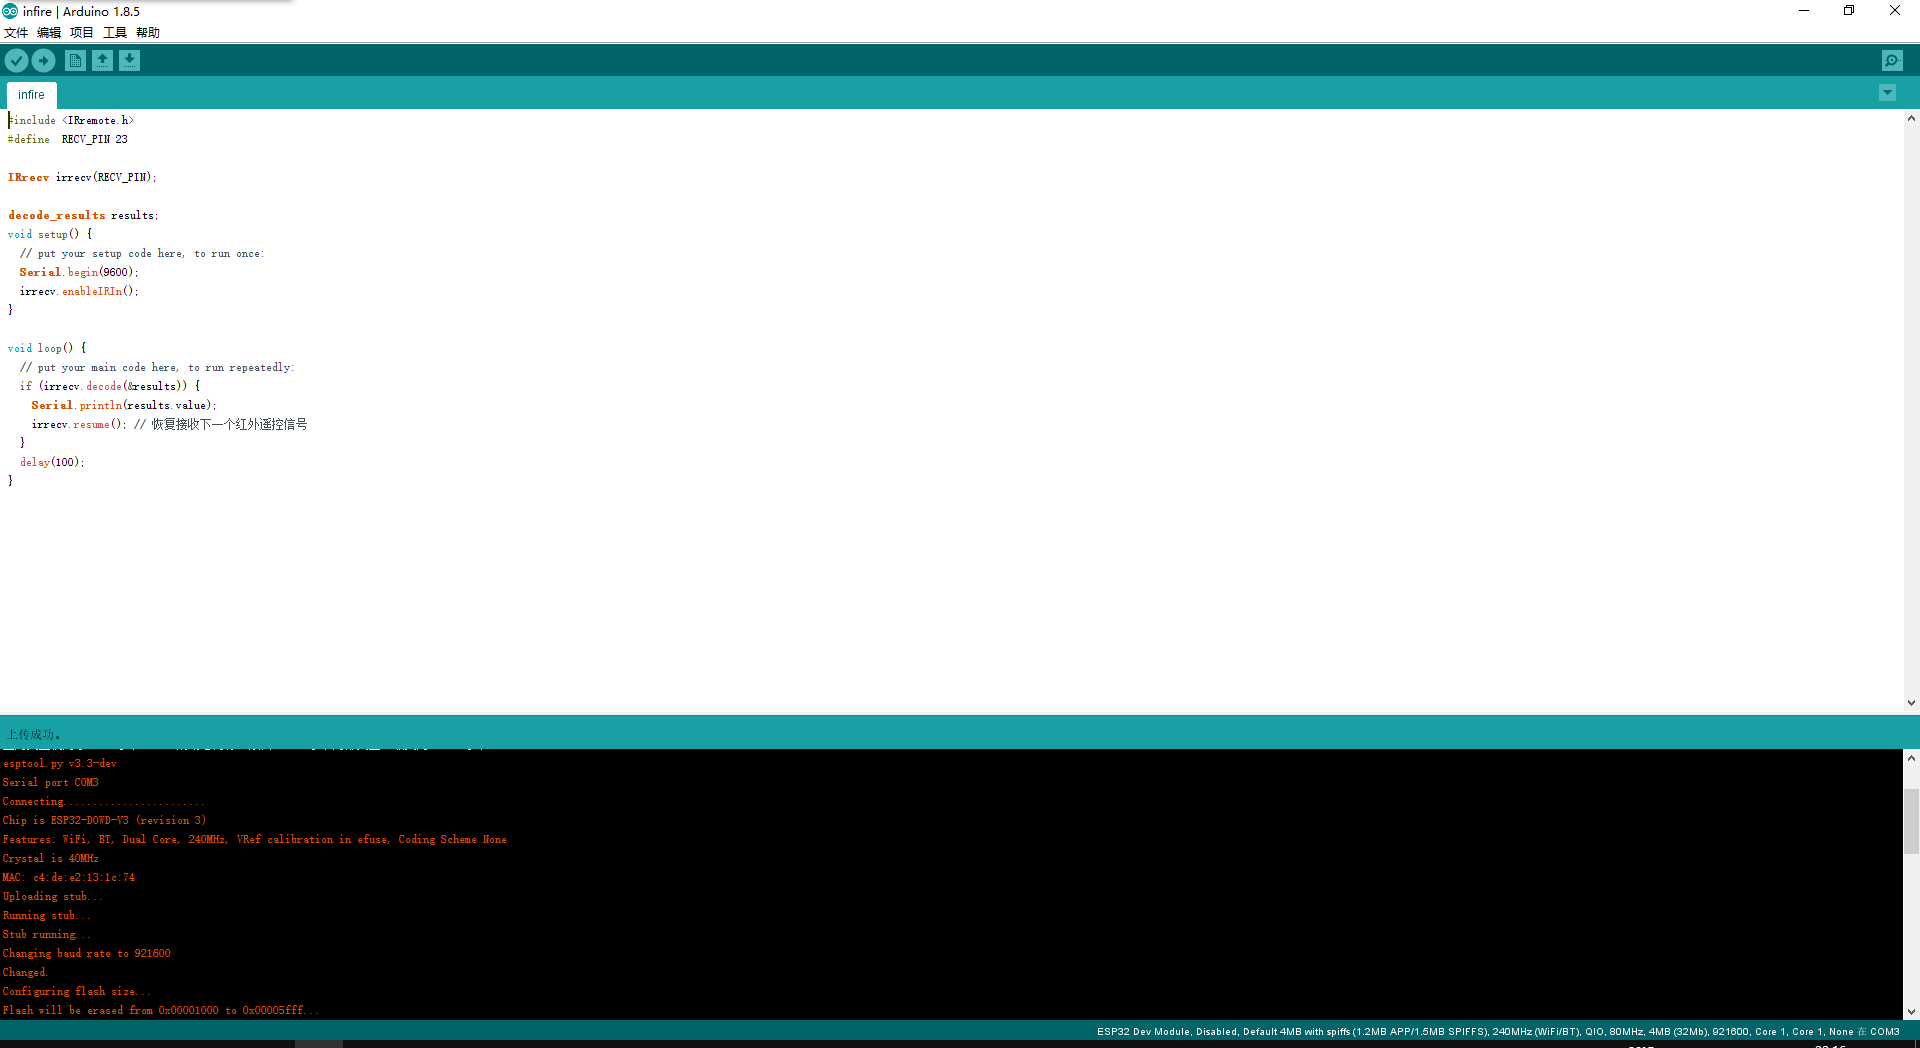 infire | Arduino 1.8.5
文件 编辑 项目 工具 帮助
infire
#include <IRremote.h>
#define  RECV_PIN 23
IRrecv irrecv(RECV_PIN);
decode_results results;
void setup() {
  // put your setup code here, to run once:
  Serial.begin(9600);
  irrecv.enableIRIn();
}
void loop() {
  // put your main code here, to run repeatedly:
  if (irrecv.decode(&results)) {
    Serial.println(results.value);
    irrecv.resume(); // 恢复接收下一个红外遥控信号
  }
  delay(100);
}
上传成功。
esptool.py v3.3-dev
Serial port COM3
Connecting........................
Chip is ESP32-D0WD-V3 (revision 3)
Features: WiFi, BT, Dual Core, 240MHz, VRef calibration in efuse, Coding Scheme None
Crystal is 40MHz
MAC: c4:de:e2:13:1c:74
Uploading stub...
Running stub...
Stub running...
Changing baud rate to 921600
Changed.
Configuring flash size...
Flash will be erased from 0x00001000 to 0x00005fff...
ESP32 Dev Module, Disabled, Default 4MB with spiffs (1.2MB APP/1.5MB SPIFFS), 240MHz (WiFi/BT), QIO, 80MHz, 4MB (32Mb), 921600, Core 1, Core 1, None 在 COM3